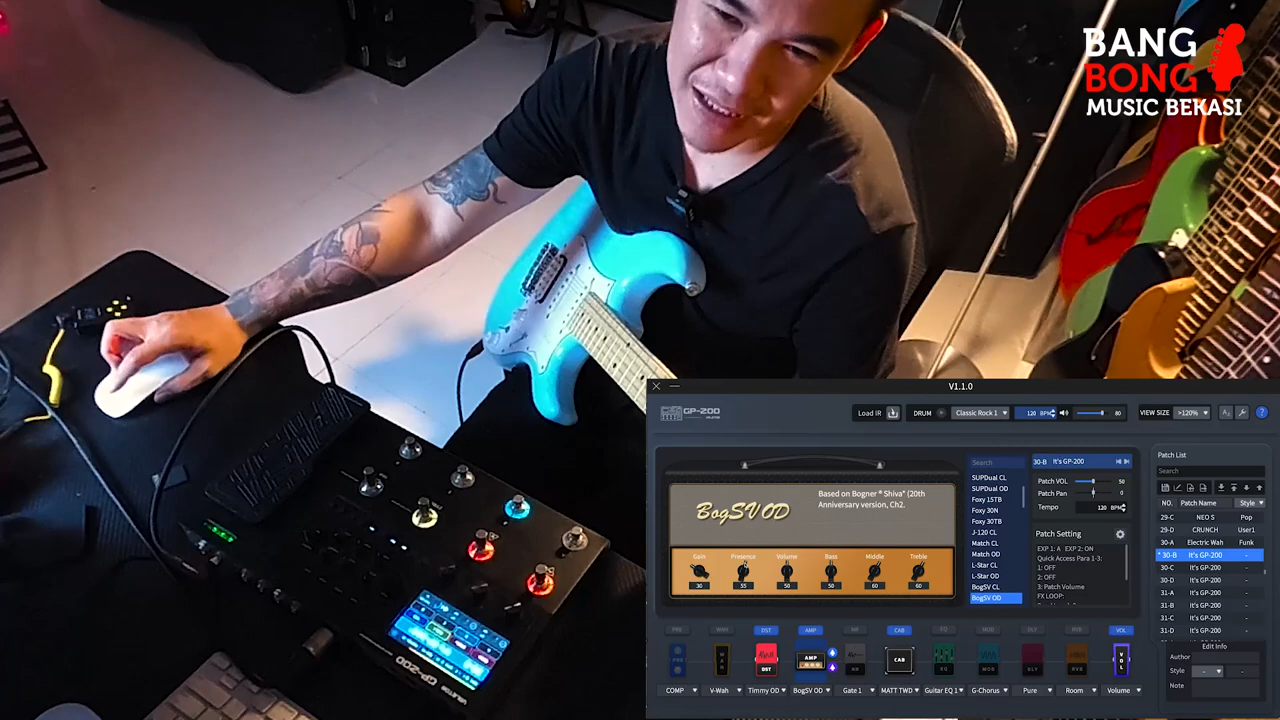 BANG
BONG
MUSIC BEKASI
V1.1.0
GP-200
Load IR
DRUM
Classic Rock 1
120 BPM
80
VIEW SIZE
>120%
?
BogSV OD
Based on Bogner ® Shiva* (20th
Anniversary version, Ch2.
Gain
Presence
Volume
Bass
Middle
Treble
30
55
50
50
60
60
Search
SUPDual CL
SUPDual OD
Foxy 15TB
Foxy 30N
Foxy 30TB
J-120 CL
Match CL
Match OD
L-Star CL
L-Star OD
BogSV CL
BogSV OD
30-B It's GP-200
Patch VOL 50
Patch Pan 0
Tempo 120 BPM
Patch Setting
EXP 1: A EXP 2: ON
Quick Access Para 1-3:
1: OFF
2: OFF
3: Patch Volume
FX LOOP:
Patch List
Search
NO. Patch Name Style
29-C NEO S Pop
29-D CRUNCH User1
30-A Electric Wah Funk
* 30-B It's GP-200 -
30-C It's GP-200 -
30-D It's GP-200 -
31-A It's GP-200 -
31-B It's GP-200 -
31-C It's GP-200 -
31-D It's GP-200 -
Edit Info
Author
Style - -
Note
PRE
WAH
DST
AMP
NR
CAB
EQ
MOD
DLY
RVB
VOL
COMP
V-Wah
Timmy OD
BogSV OD
Gate 1
MATT TWD
Guitar EQ 1
G-Chorus
Pure
Room
Volume
GP-200
VALETON